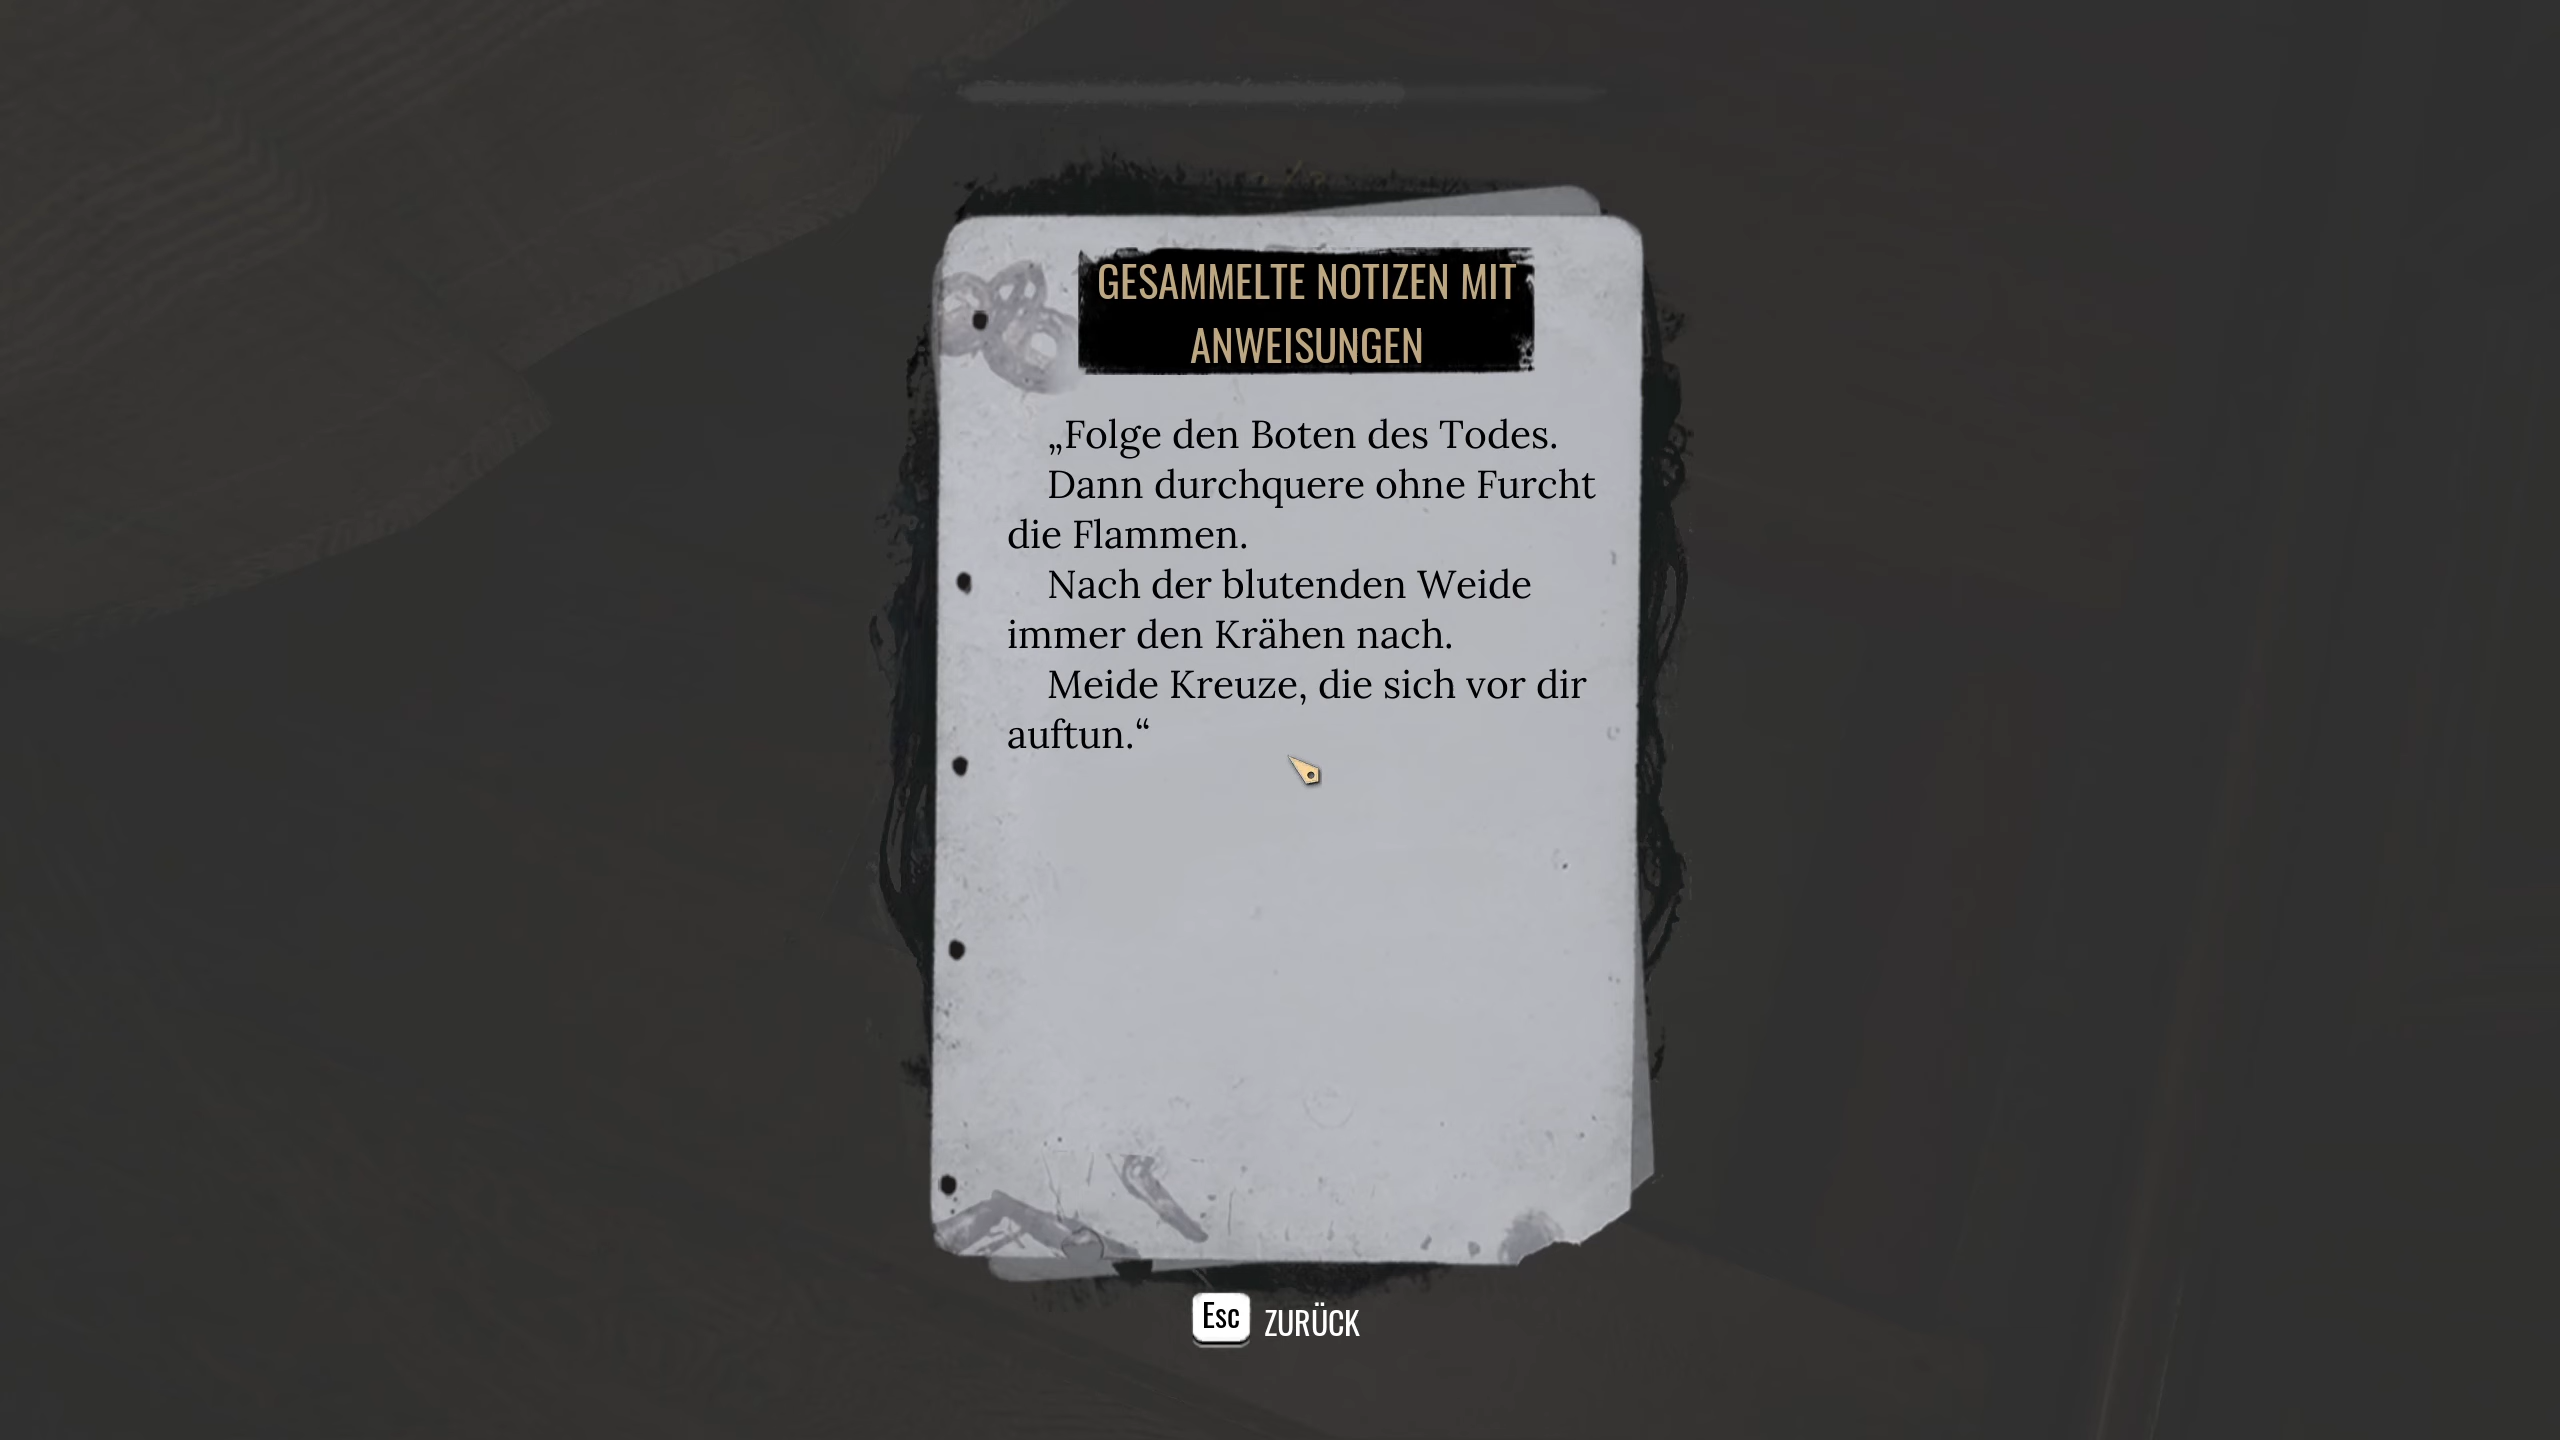 GESAMMELTE NOTIZEN MIT
ANWEISUNGEN
„Folge den Boten des Todes.
Dann durchquere ohne Furcht
die Flammen.
Nach der blutenden Weide
immer den Krähen nach.
Meide Kreuze, die sich vor dir
auftun.“
Esc ZURÜCK